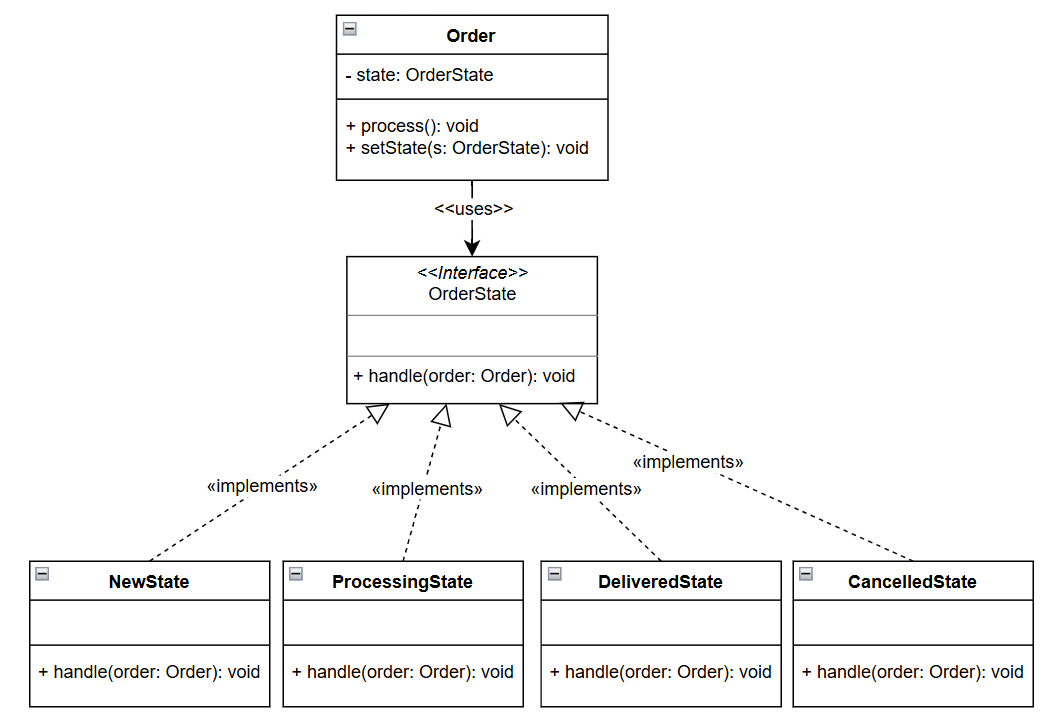 Order
- state: OrderState
+ process(): void
+ setState(s: OrderState): void
<<uses>>
<<Interface>>
OrderState
+ handle(order: Order): void
«implements»
«implements»
«implements»
«implements»
NewState
+ handle(order: Order): void
ProcessingState
+ handle(order: Order): void
DeliveredState
+ handle(order: Order): void
CancelledState
+ handle(order: Order): void